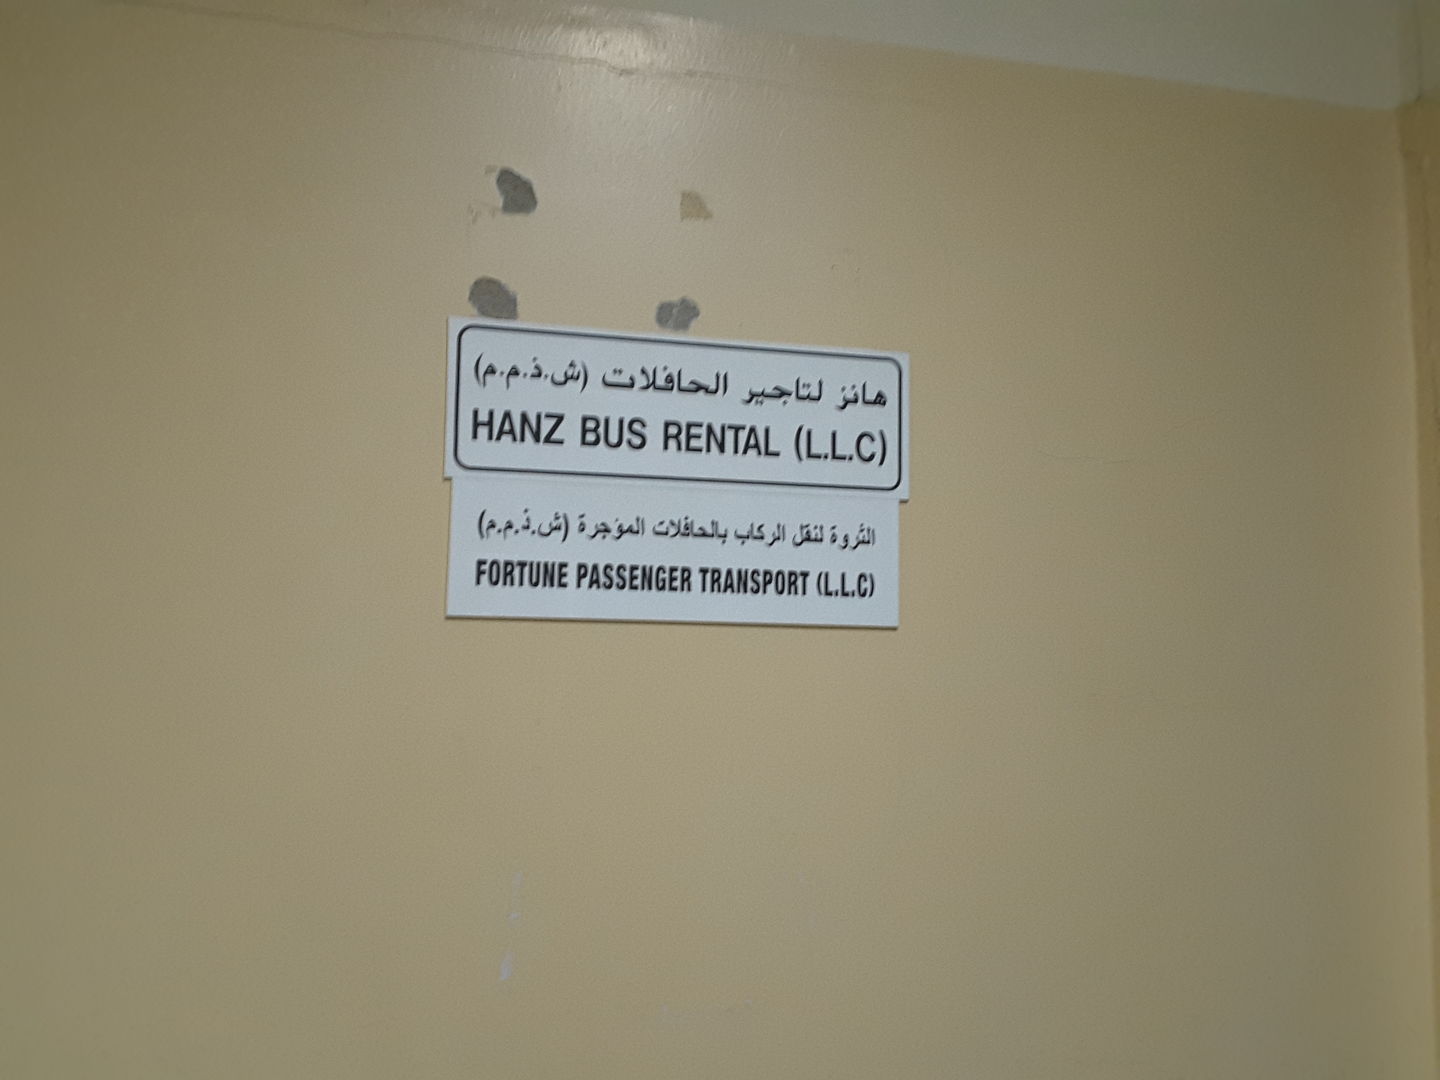 هانز لتاجير الحافلات (ش.ذ.م.م)
HANZ BUS RENTAL (L.L.C)
الثروة لنقل الركاب بالحافلات المؤجرة (ش.ذ.م.م)
FORTUNE PASSENGER TRANSPORT (L.L.C)